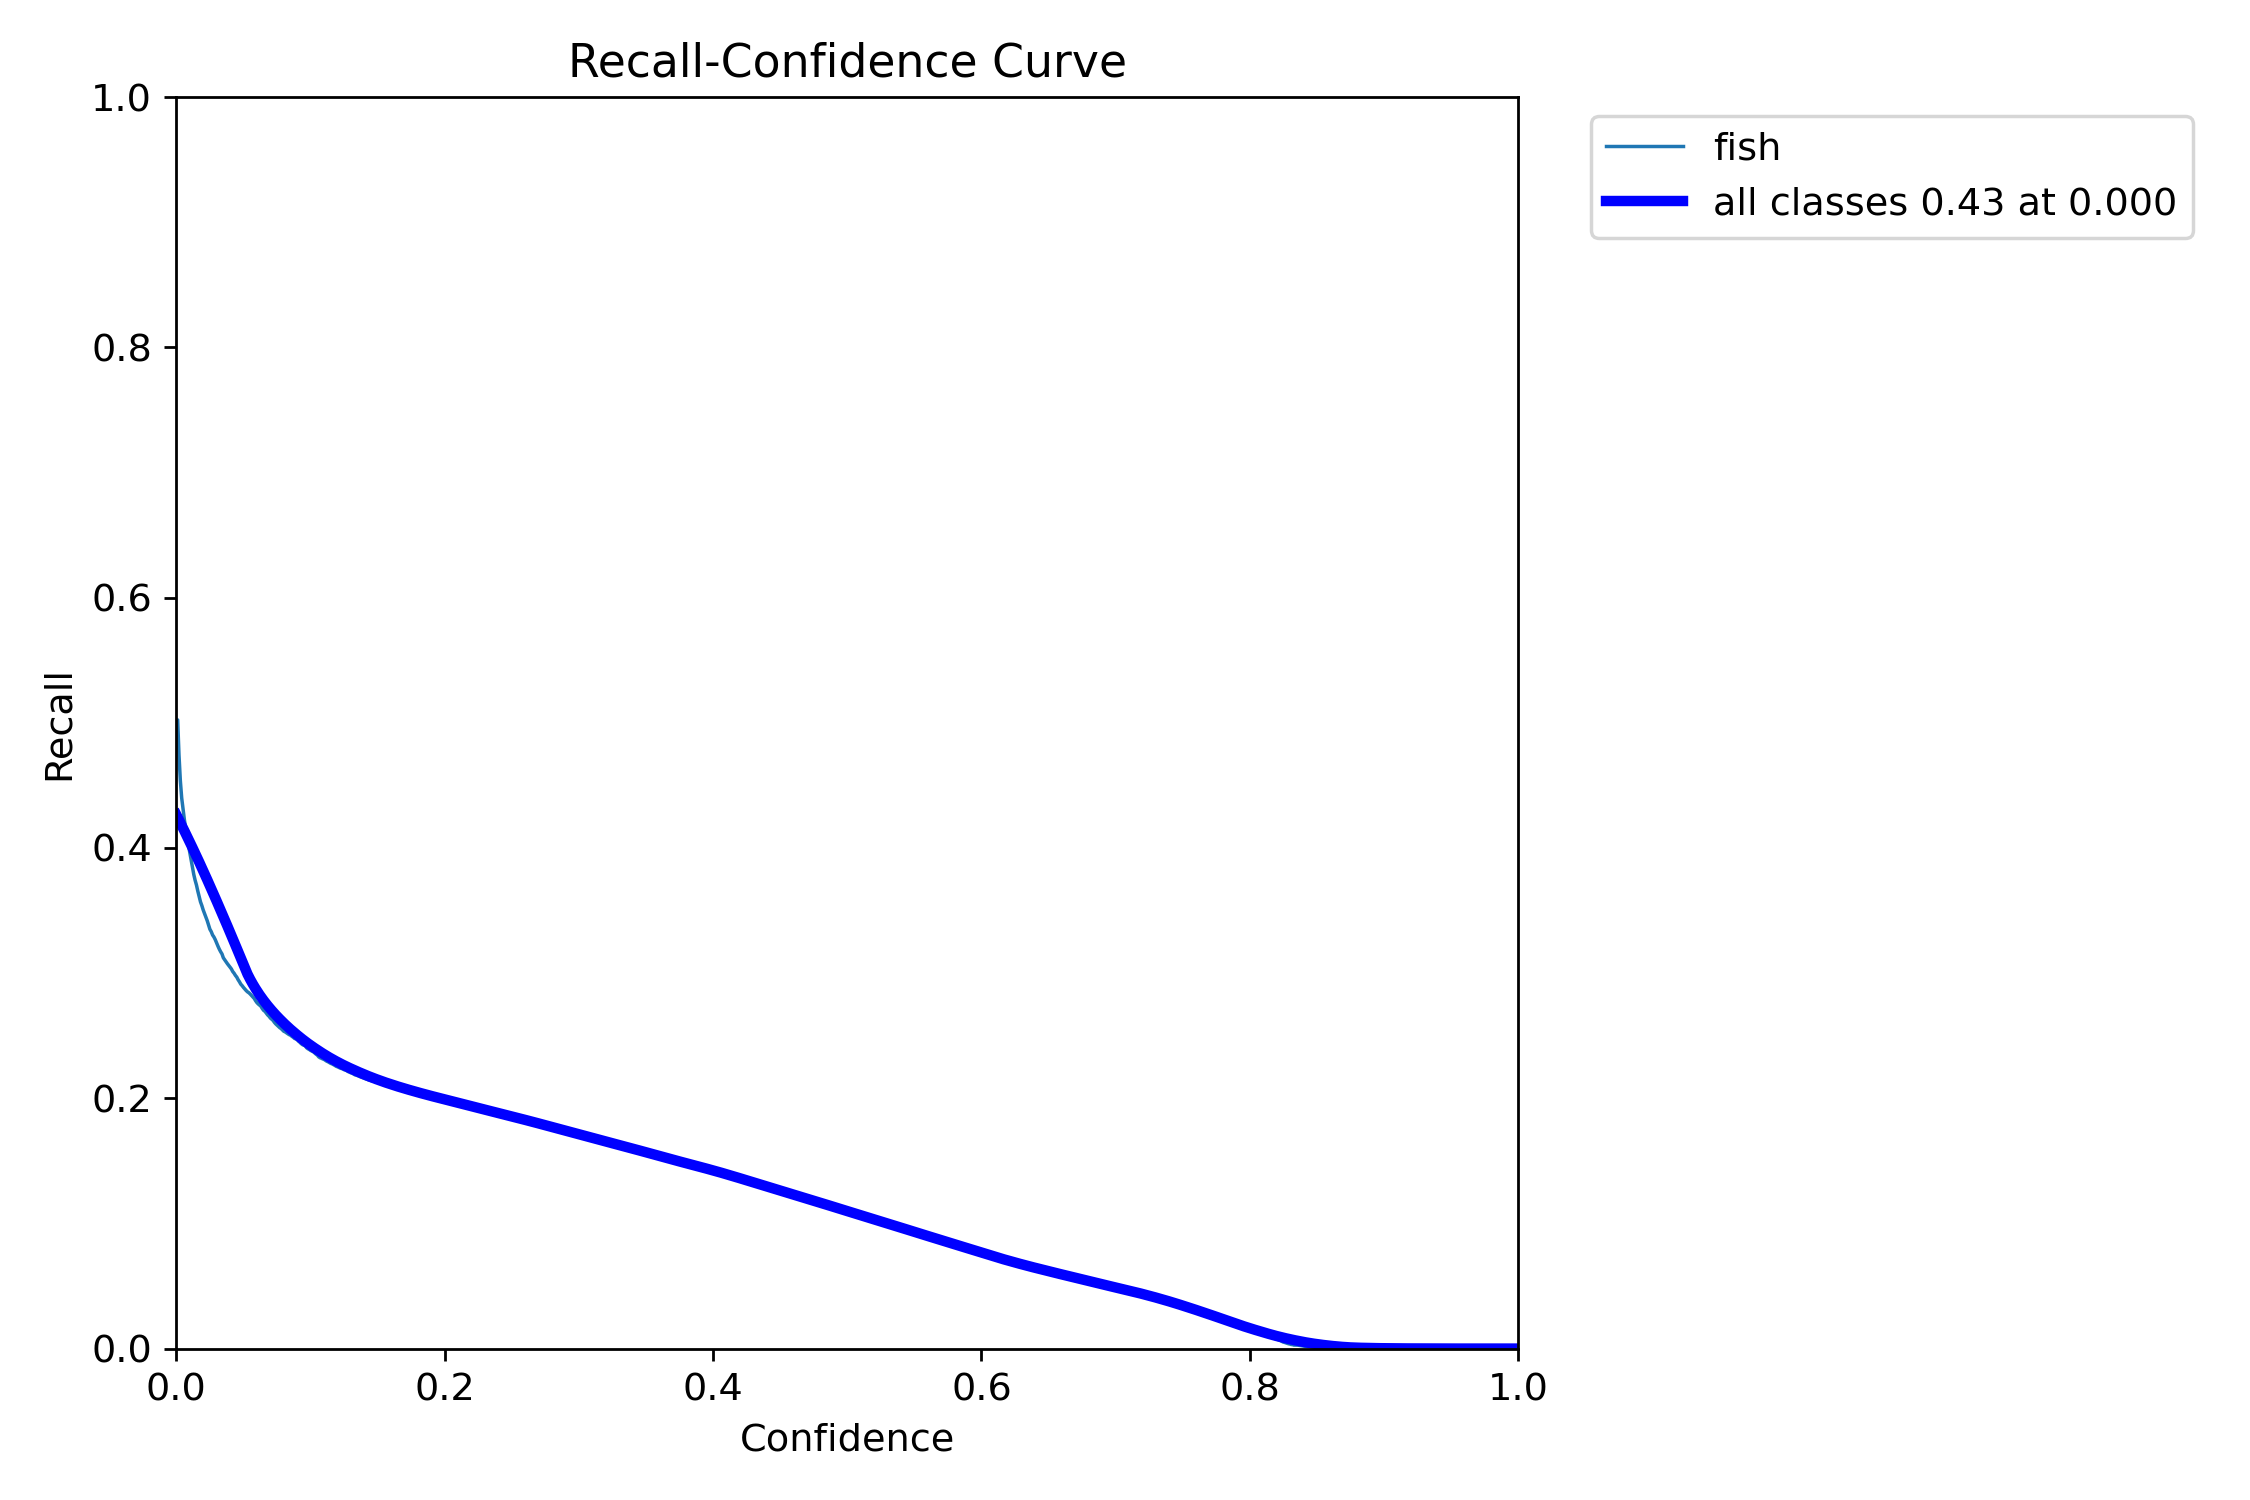 Recall-Confidence Curve
1.0
0.8
0.6
0.4
0.2
0.0
Recall
0.0 0.2 0.4 0.6 0.8 1.0
Confidence
fish
all classes 0.43 at 0.000